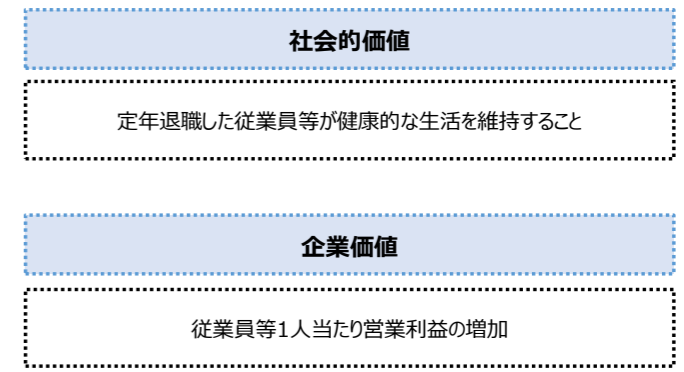 社会的価値
定年退職した従業員等が健康的な生活を維持すること
企業価値
従業員等1人当たり営業利益の増加